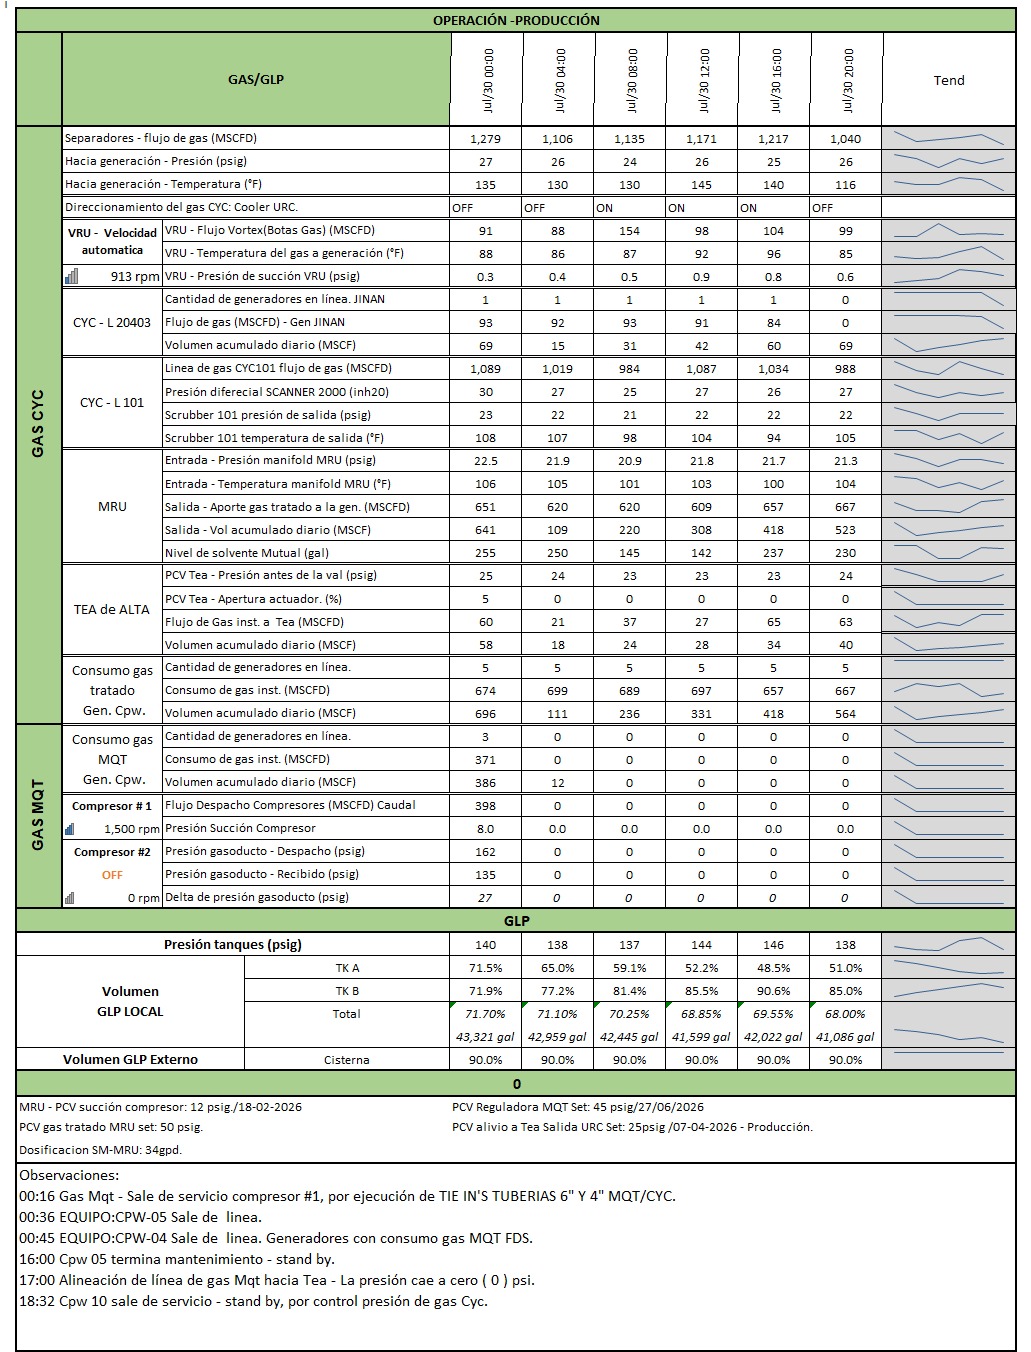 OPERACIÓN -PRODUCCIÓN
GAS/GLP Jul/30 00:00 Jul/30 04:00 Jul/30 08:00 Jul/30 12:00 Jul/30 16:00 Jul/30 20:00 Tend
GAS CYC
Separadores - flujo de gas (MSCFD) 1,279 1,106 1,135 1,171 1,217 1,040
Hacia generación - Presión (psig) 27 26 24 26 25 26
Hacia generación - Temperatura (°F) 135 130 130 145 140 116
Direccionamiento del gas CYC: Cooler URC. OFF OFF ON ON ON OFF
VRU - Velocidad automatica
913 rpm
VRU - Flujo Vortex(Botas Gas) (MSCFD) 91 88 154 98 104 99
VRU - Temperatura del gas a generación (°F) 88 86 87 92 96 85
VRU - Presión de succión VRU (psig) 0.3 0.4 0.5 0.9 0.8 0.6
CYC - L 20403
Cantidad de generadores en línea. JINAN 1 1 1 1 1 0
Flujo de gas (MSCFD) - Gen JINAN 93 92 93 91 84 0
Volumen acumulado diario (MSCF) 69 15 31 42 60 69
CYC - L 101
Linea de gas CYC101 flujo de gas (MSCFD) 1,089 1,019 984 1,087 1,034 988
Presión diferecial SCANNER 2000 (inh20) 30 27 25 27 26 27
Scrubber 101 presión de salida (psig) 23 22 21 22 22 22
Scrubber 101 temperatura de salida (°F) 108 107 98 104 94 105
MRU
Entrada - Presión manifold MRU (psig) 22.5 21.9 20.9 21.8 21.7 21.3
Entrada - Temperatura manifold MRU (°F) 106 105 101 103 100 104
Salida - Aporte gas tratado a la gen. (MSCFD) 651 620 620 609 657 667
Salida - Vol acumulado diario (MSCF) 641 109 220 308 418 523
Nivel de solvente Mutual (gal) 255 250 145 142 237 230
TEA de ALTA
PCV Tea - Presión antes de la val (psig) 25 24 23 23 23 24
PCV Tea - Apertura actuador. (%) 5 0 0 0 0 0
Flujo de Gas inst. a Tea (MSCFD) 60 21 37 27 65 63
Volumen acumulado diario (MSCF) 58 18 24 28 34 40
Consumo gas
tratado
Gen. Cpw.
Cantidad de generadores en línea. 5 5 5 5 5 5
Consumo de gas inst. (MSCFD) 674 699 689 697 657 667
Volumen acumulado diario (MSCF) 696 111 236 331 418 564
GAS MQT
Consumo gas
MQT
Gen. Cpw.
Cantidad de generadores en línea. 3 0 0 0 0 0
Consumo de gas inst. (MSCFD) 371 0 0 0 0 0
Volumen acumulado diario (MSCF) 386 12 0 0 0 0
Compresor # 1
1,500 rpm
Flujo Despacho Compresores (MSCFD) Caudal 398 0 0 0 0 0
Presión Succión Compresor 8.0 0.0 0.0 0.0 0.0 0.0
Compresor #2
OFF
0 rpm
Presión gasoducto - Despacho (psig) 162 0 0 0 0 0
Presión gasoducto - Recibido (psig) 135 0 0 0 0 0
Delta de presión gasoducto (psig) 27 0 0 0 0 0
GLP
Presión tanques (psig) 140 138 137 144 146 138
Volumen
GLP LOCAL
TK A 71.5% 65.0% 59.1% 52.2% 48.5% 51.0%
TK B 71.9% 77.2% 81.4% 85.5% 90.6% 85.0%
Total 71.70% 71.10% 70.25% 68.85% 69.55% 68.00%
43,321 gal 42,959 gal 42,445 gal 41,599 gal 42,022 gal 41,086 gal
Volumen GLP Externo Cisterna 90.0% 90.0% 90.0% 90.0% 90.0% 90.0%
0
MRU - PCV succión compresor: 12 psig./18-02-2026 PCV Reguladora MQT Set: 45 psig/27/06/2026
PCV gas tratado MRU set: 50 psig. PCV alivio a Tea Salida URC Set: 25psig /07-04-2026 - Producción.
Dosificacion SM-MRU: 34gpd.
Observaciones:
00:16 Gas Mqt - Sale de servicio compresor #1, por ejecución de TIE IN'S TUBERIAS 6" Y 4" MQT/CYC.
00:36 EQUIPO:CPW-05 Sale de linea.
00:45 EQUIPO:CPW-04 Sale de linea. Generadores con consumo gas MQT FDS.
16:00 Cpw 05 termina mantenimiento - stand by.
17:00 Alineación de línea de gas Mqt hacia Tea - La presión cae a cero ( 0 ) psi.
18:32 Cpw 10 sale de servicio - stand by, por control presión de gas Cyc.